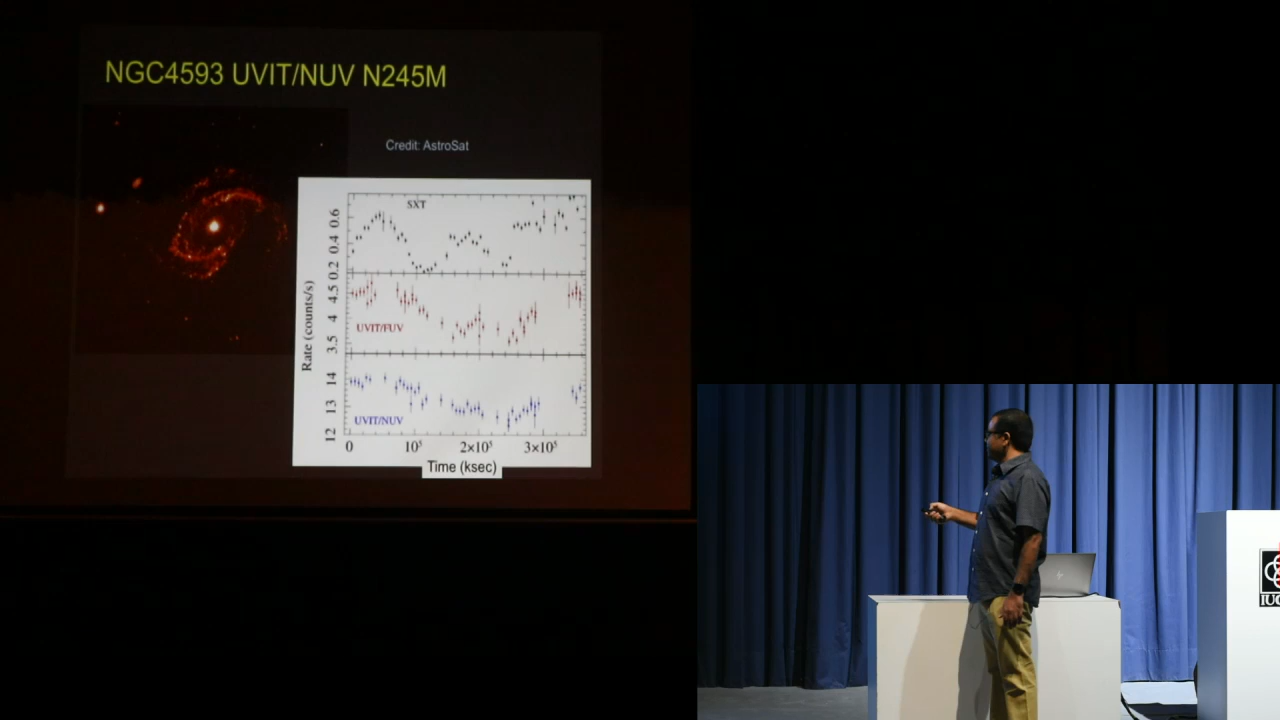 NGC4593 UVIT/NUV N245M
Credit: AstroSat
SXT
0.6
0.4
0.2
UVIT/FUV
4.5
4
3.5
UVIT/NUV
14
13
12
Rate (counts/s)
0 10⁵ 2×10⁵ 3×10⁵
Time (ksec)